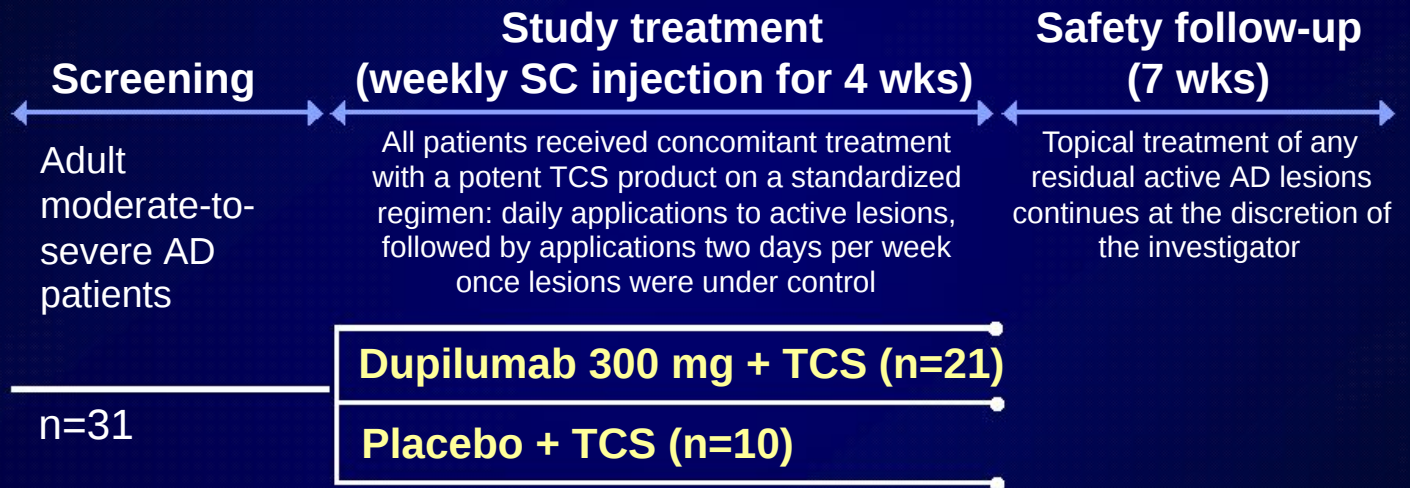 Screening
Study treatment
(weekly SC injection for 4 wks)
Safety follow-up
(7 wks)
Adult
moderate-to-
severe AD
patients
All patients received concomitant treatment
with a potent TCS product on a standardized
regimen: daily applications to active lesions,
followed by applications two days per week
once lesions were under control
Topical treatment of any
residual active AD lesions
continues at the discretion of
the investigator
n=31
Dupilumab 300 mg + TCS (n=21)
Placebo + TCS (n=10)